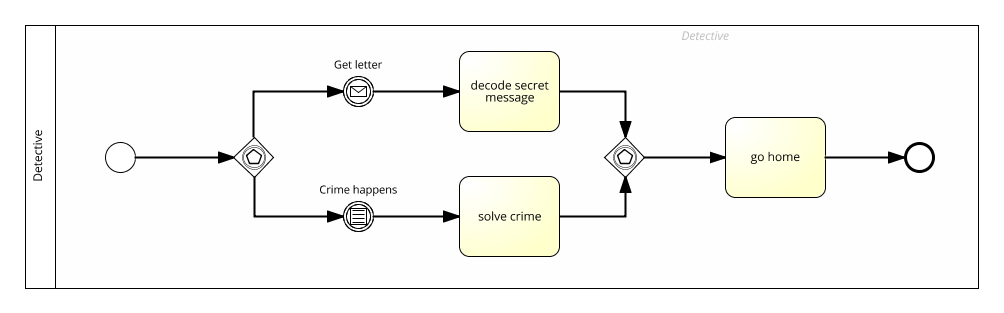 Detective
Detective
Get letter
decode secret
message
Crime happens
solve crime
go home